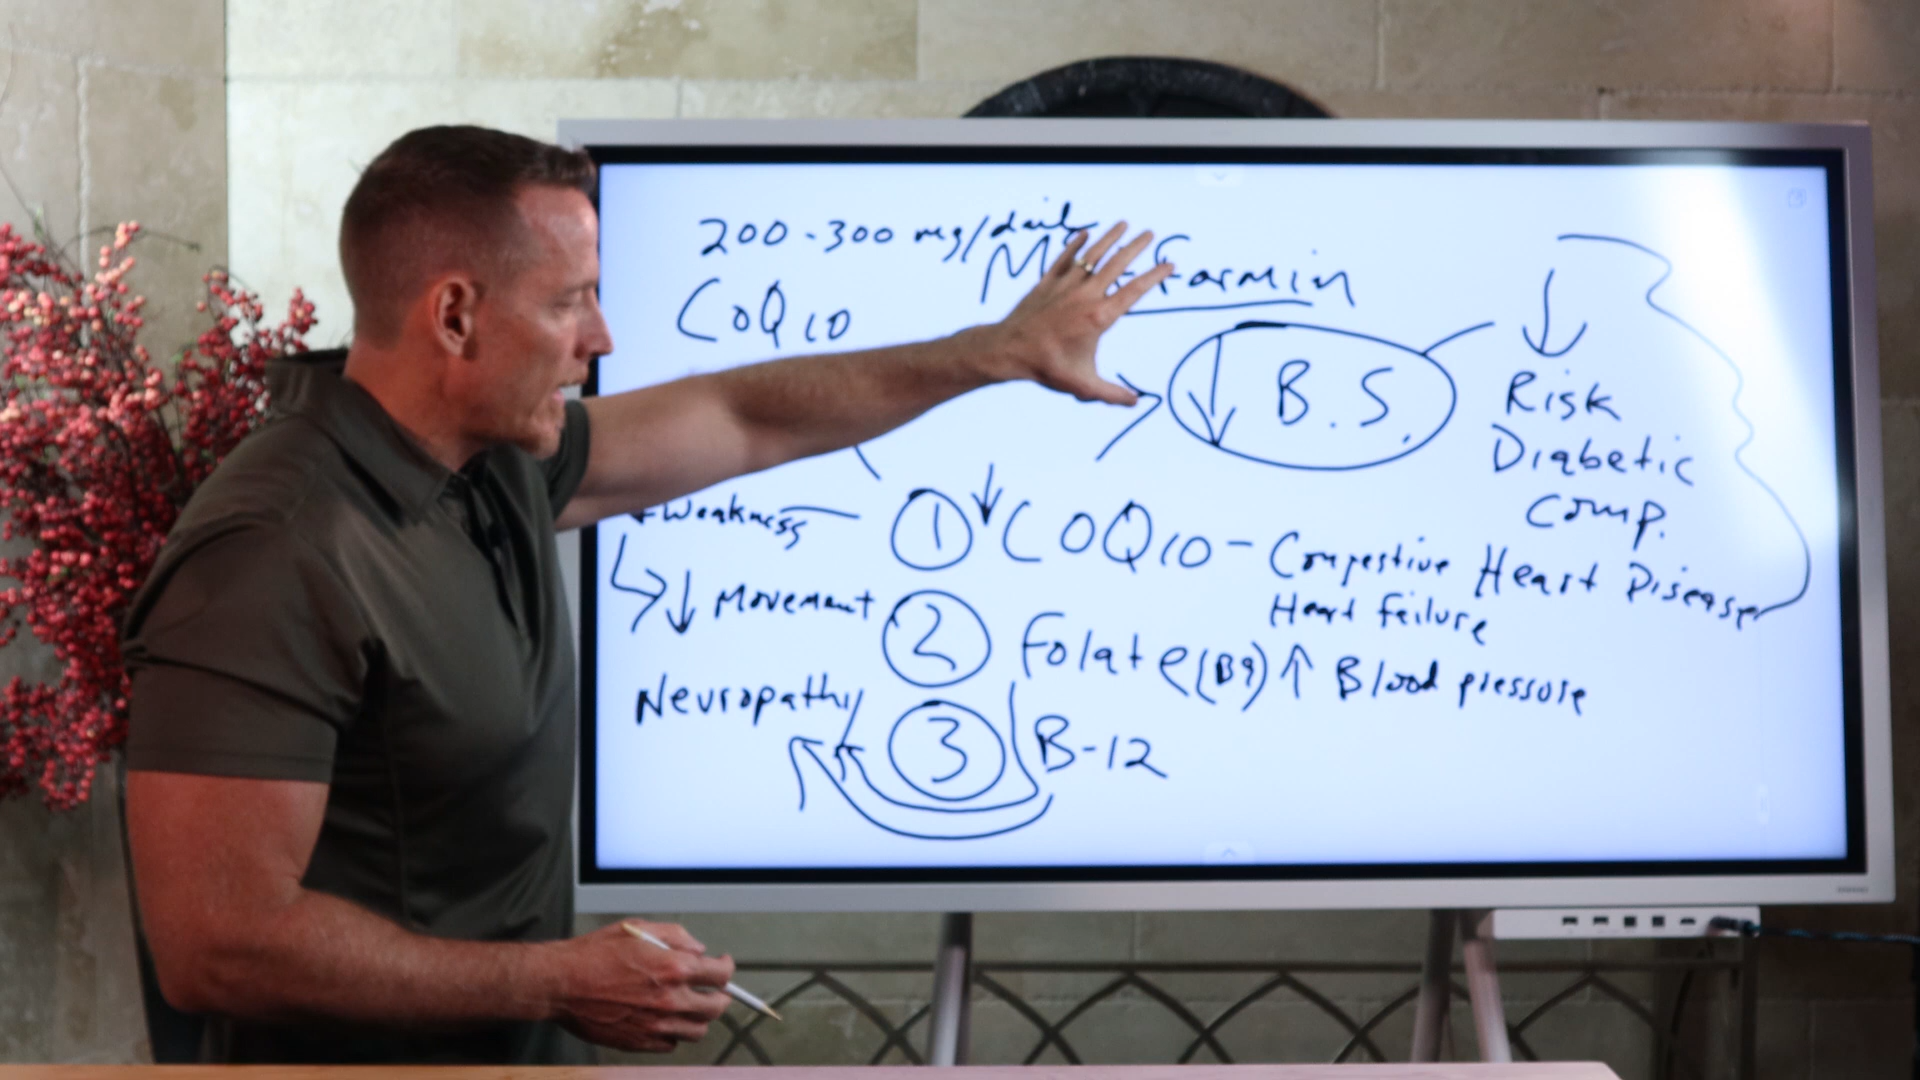 200-300 mg/daily
Metformin
CoQ10
↓ B.S.
↓
Risk
Diabetic
Comp.
Weakness
① ↓ COQ10 - Congestive Heart Disease
Heart Failure
↓ Movement
② Folate (B9) ↑ Blood pressure
Neuropathy
③ B-12